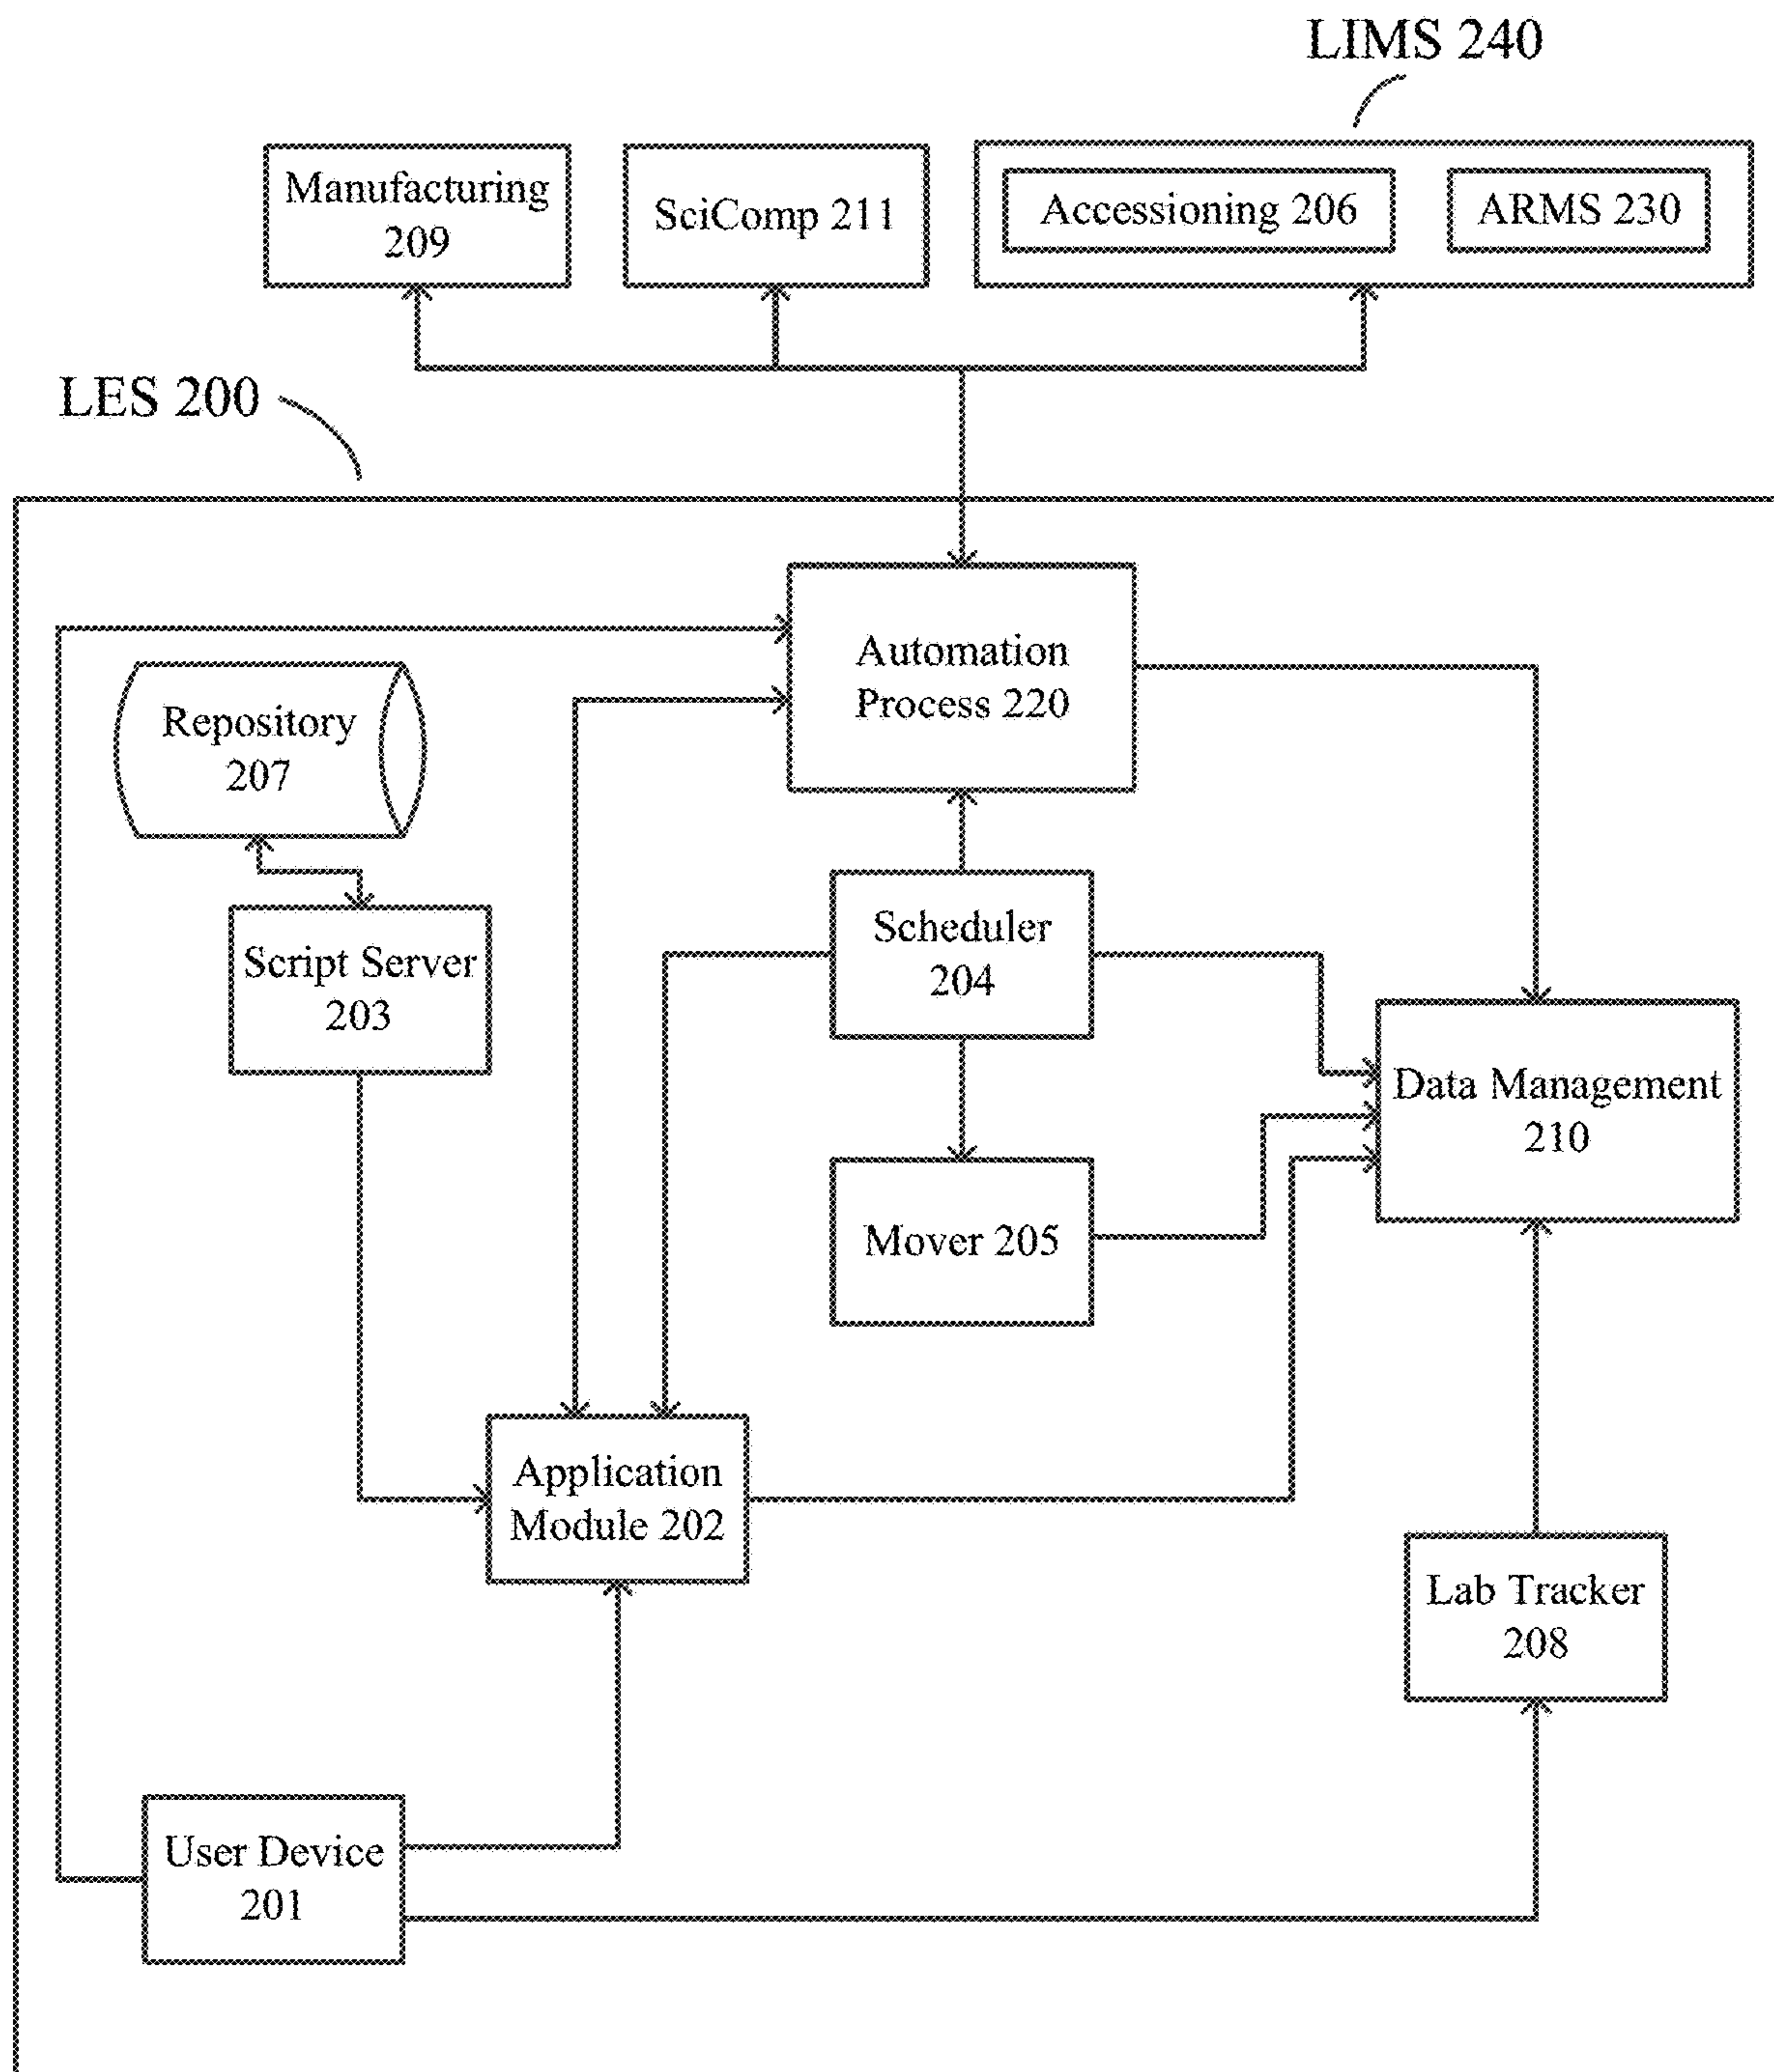 LIMS 240
Manufacturing
209
SciComp 211
Accessioning 206
ARMS 230
LES 200
Automation
Process 220
Repository
207
Scheduler
204
Script Server
203
Data Management
210
Mover 205
Application
Module 202
Lab Tracker
208
User Device
201